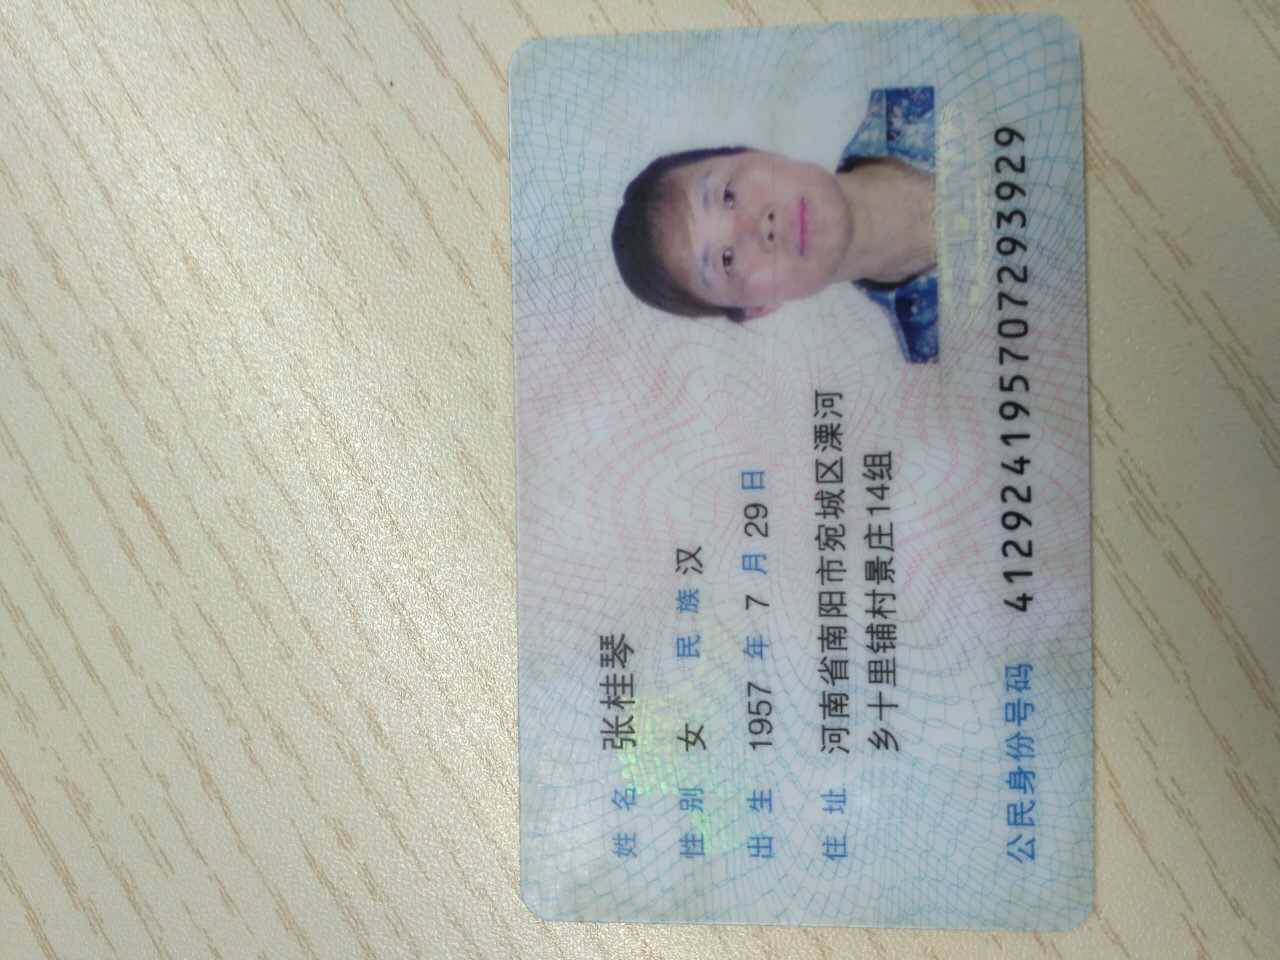 姓名 张桂琴
性别 女 民族 汉
出生 1957 年 7 月 29 日
住址 河南省南阳市宛城区溧河
乡十里铺村景庄14组
公民身份号码 412924195707293929